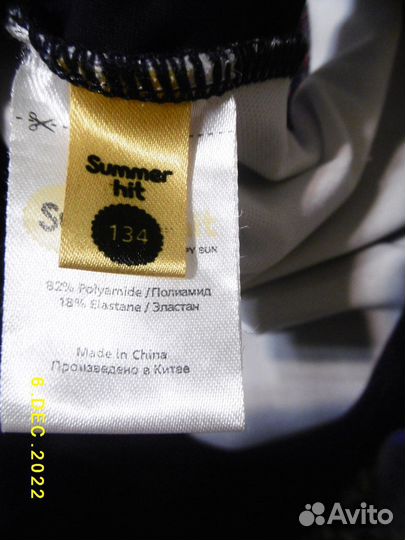 Summer
hit
134
82% Polyamide / Полиамид
18% Elastane / Эластан
Made in China
Произведено в Китае
6.DEC.2022
Avito